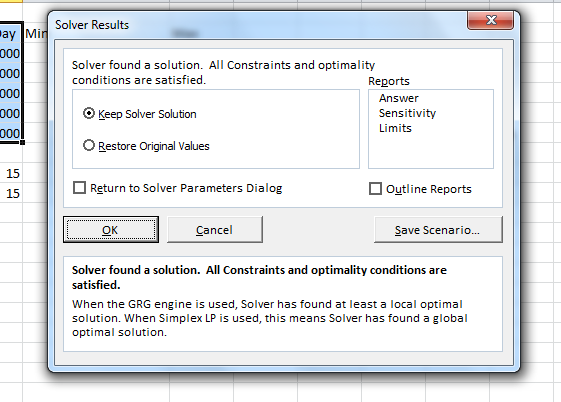 Solver Results
Day
Min
000
000
000
000
000
15
15
Solver found a solution.  All Constraints and optimality
conditions are satisfied.
Reports
Answer
Sensitivity
Limits
Keep Solver Solution
Restore Original Values
Return to Solver Parameters Dialog
Outline Reports
OK
Cancel
Save Scenario...
Solver found a solution.  All Constraints and optimality conditions are
satisfied.
When the GRG engine is used, Solver has found at least a local optimal
solution. When Simplex LP is used, this means Solver has found a global
optimal solution.